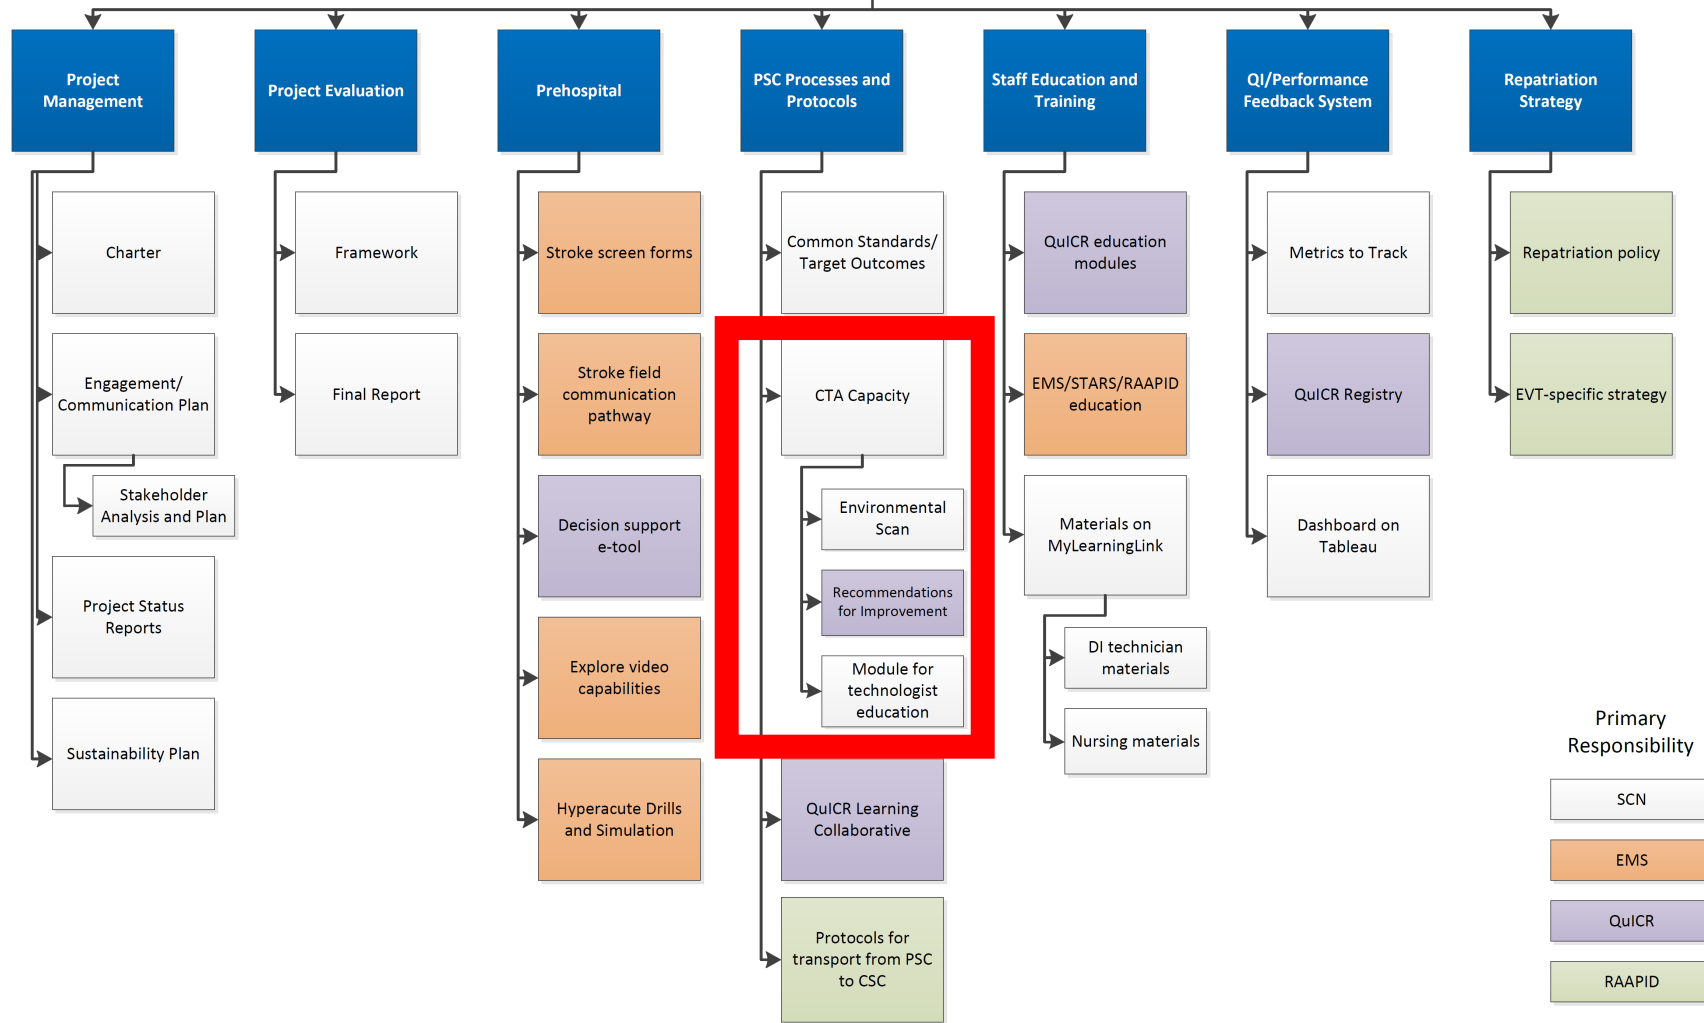 Project
Management
Project Evaluation
Prehospital
PSC Processes and
Protocols
Staff Education and
Training
QI/Performance
Feedback System
Repatriation
Strategy
Charter
Engagement/
Communication Plan
Stakeholder
Analysis and Plan
Project Status
Reports
Sustainability Plan
Framework
Final Report
Stroke screen forms
Stroke field
communication
pathway
Decision support
e-tool
Explore video
capabilities
Hyperacute Drills
and Simulation
Common Standards/
Target Outcomes
CTA Capacity
Environmental
Scan
Recommendations
for Improvement
Module for
technologist
education
QuICR Learning
Collaborative
Protocols for
transport from PSC
to CSC
QuICR education
modules
EMS/STARS/RAAPID
education
Materials on
MyLearningLink
DI technician
materials
Nursing materials
Metrics to Track
QuICR Registry
Dashboard on
Tableau
Repatriation policy
EVT-specific strategy
Primary
Responsibility
SCN
EMS
QuICR
RAAPID